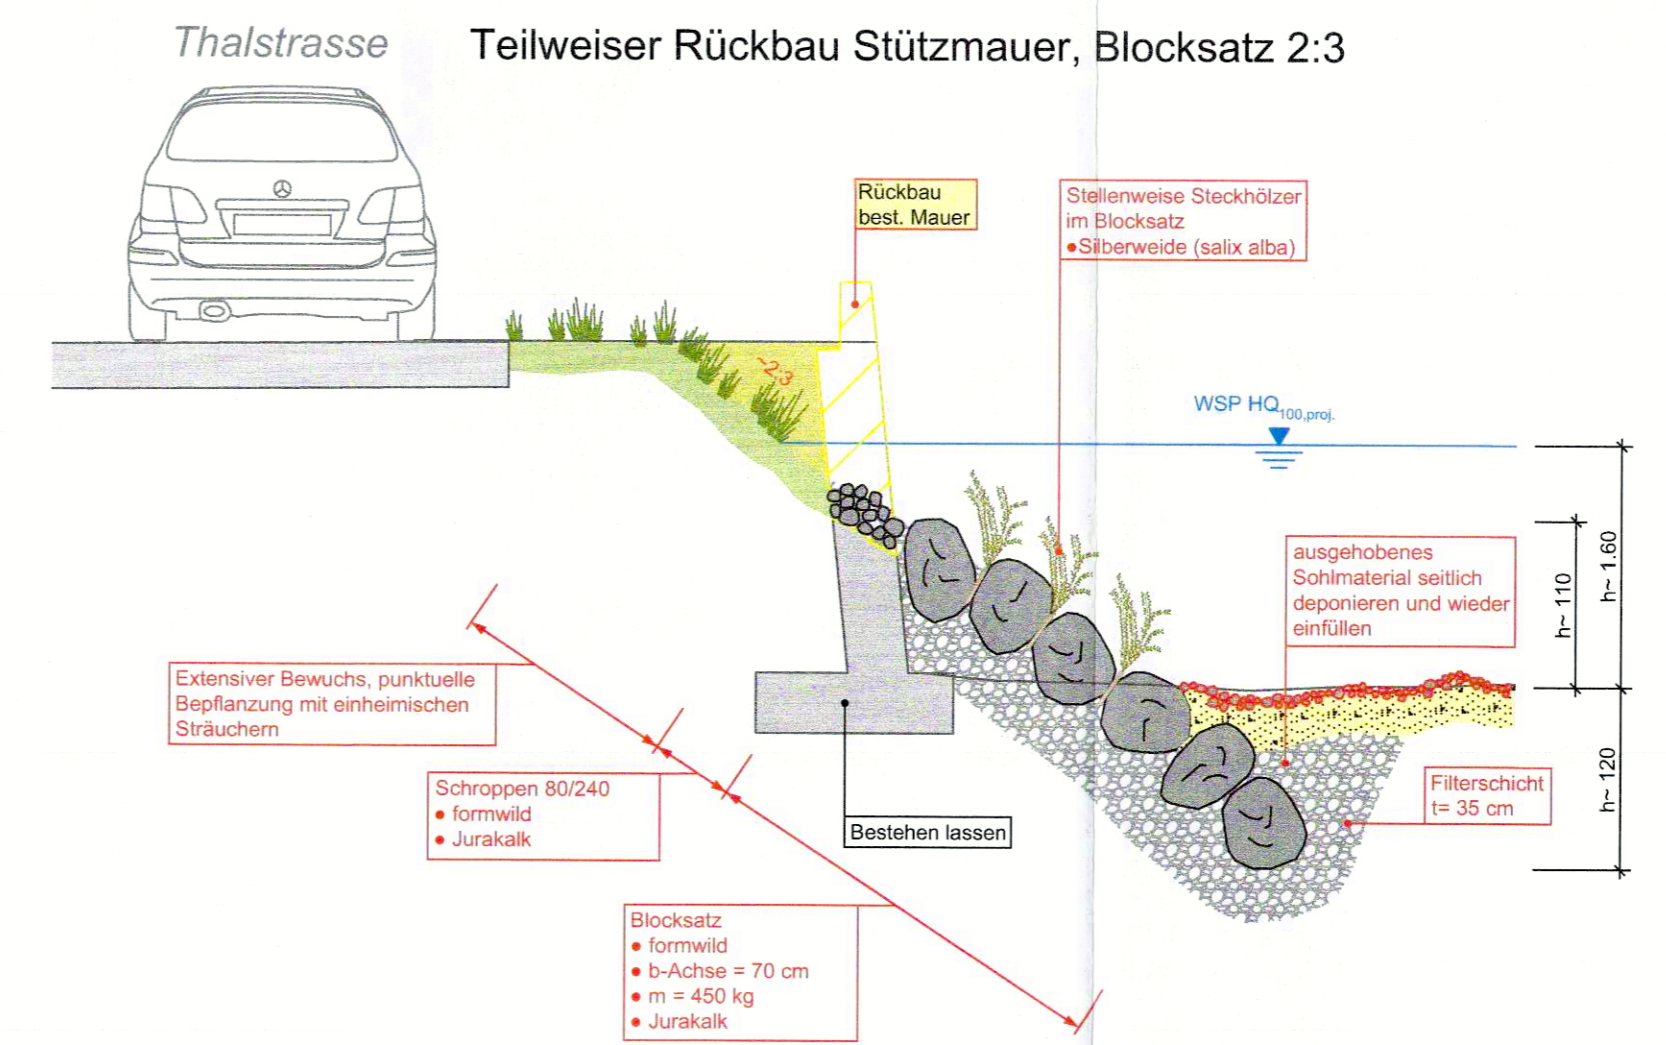 Thalstrasse
Teilweiser Rückbau Stützmauer, Blocksatz 2:3
Rückbau
best. Mauer
Stellenweise Steckhölzer
im Blocksatz
•Silberweide (salix alba)
~2:3
WSP HQ100,proj.
ausgehobenes
Sohlmaterial seitlich
deponieren und wieder
einfüllen
h~ 110
h~ 1.60
Extensiver Bewuchs, punktuelle
Bepflanzung mit einheimischen
Sträuchern
h~ 120
Schroppen 80/240
• formwild
• Jurakalk
Filterschicht
t= 35 cm
Bestehen lassen
Blocksatz
• formwild
• b-Achse = 70 cm
• m = 450 kg
• Jurakalk